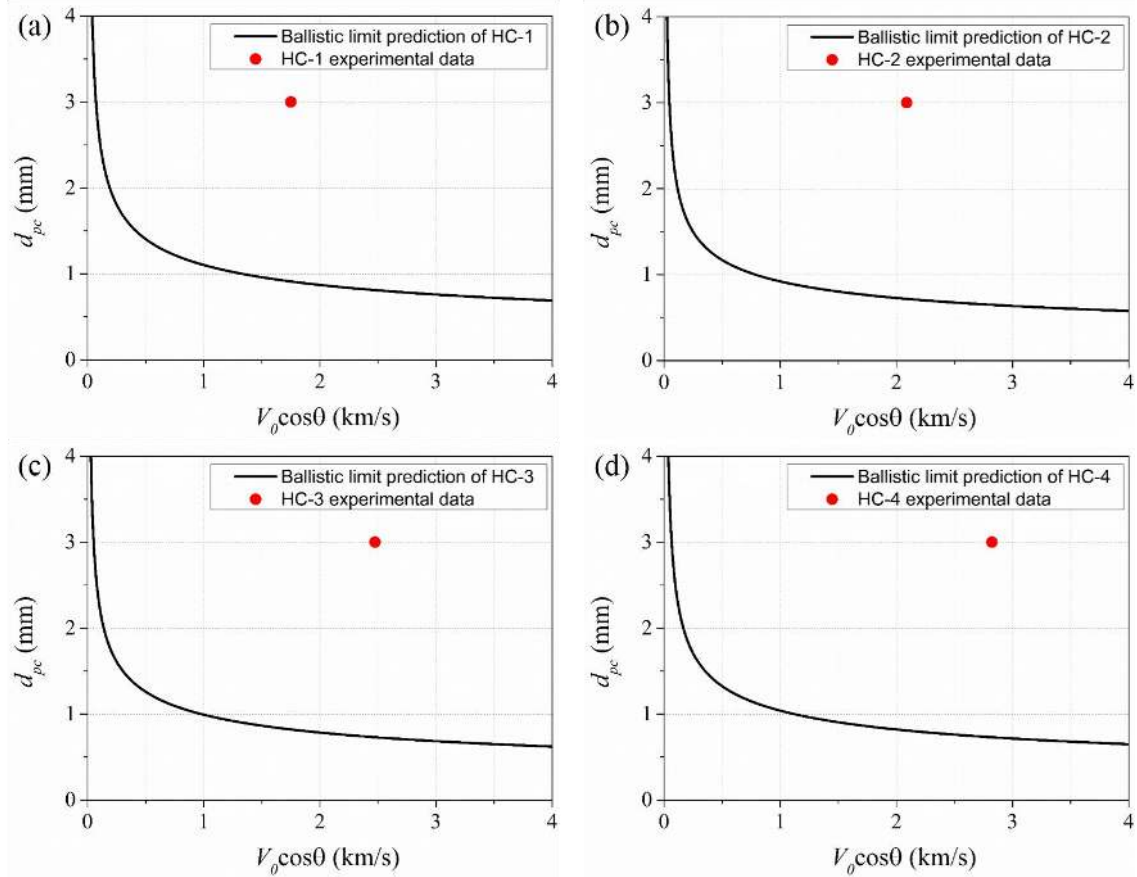 (a)
Ballistic limit prediction of HC-1
HC-1 experimental data
4
3
2
1
0
d_pc (mm)
0 1 2 3 4
V_0cosθ (km/s)
(b)
Ballistic limit prediction of HC-2
HC-2 experimental data
4
3
2
1
0
d_pc (mm)
0 1 2 3 4
V_0cosθ (km/s)
(c)
Ballistic limit prediction of HC-3
HC-3 experimental data
4
3
2
1
0
d_pc (mm)
0 1 2 3 4
V_0cosθ (km/s)
(d)
Ballistic limit prediction of HC-4
HC-4 experimental data
4
3
2
1
0
d_pc (mm)
0 1 2 3 4
V_0cosθ (km/s)